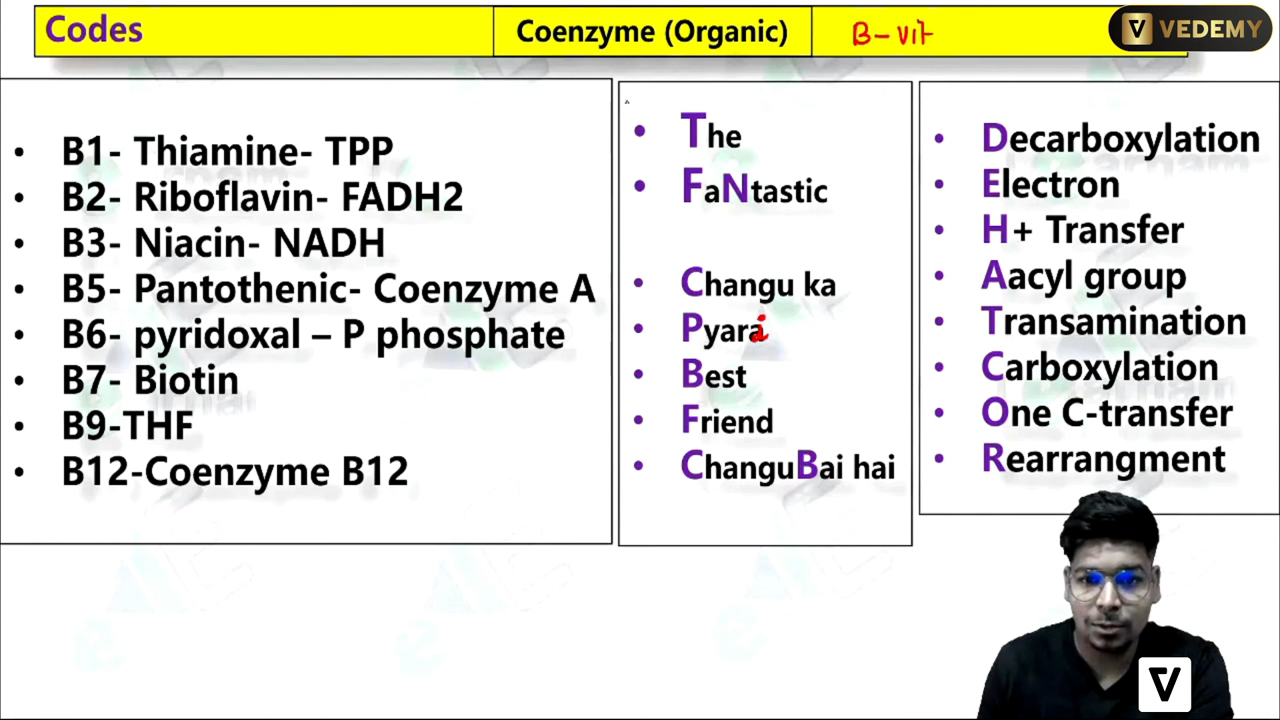 Codes
Coenzyme (Organic)
B-vit
VEDEMY
B1- Thiamine- TPP
B2- Riboflavin- FADH2
B3- Niacin- NADH
B5- Pantothenic- Coenzyme A
B6- pyridoxal – P phosphate
B7- Biotin
B9-THF
B12-Coenzyme B12
The
FaNtastic
Changu ka
Pyarai
Best
Friend
ChanguBai hai
Decarboxylation
Electron
H+ Transfer
Aacyl group
Transamination
Carboxylation
One C-transfer
Rearrangment